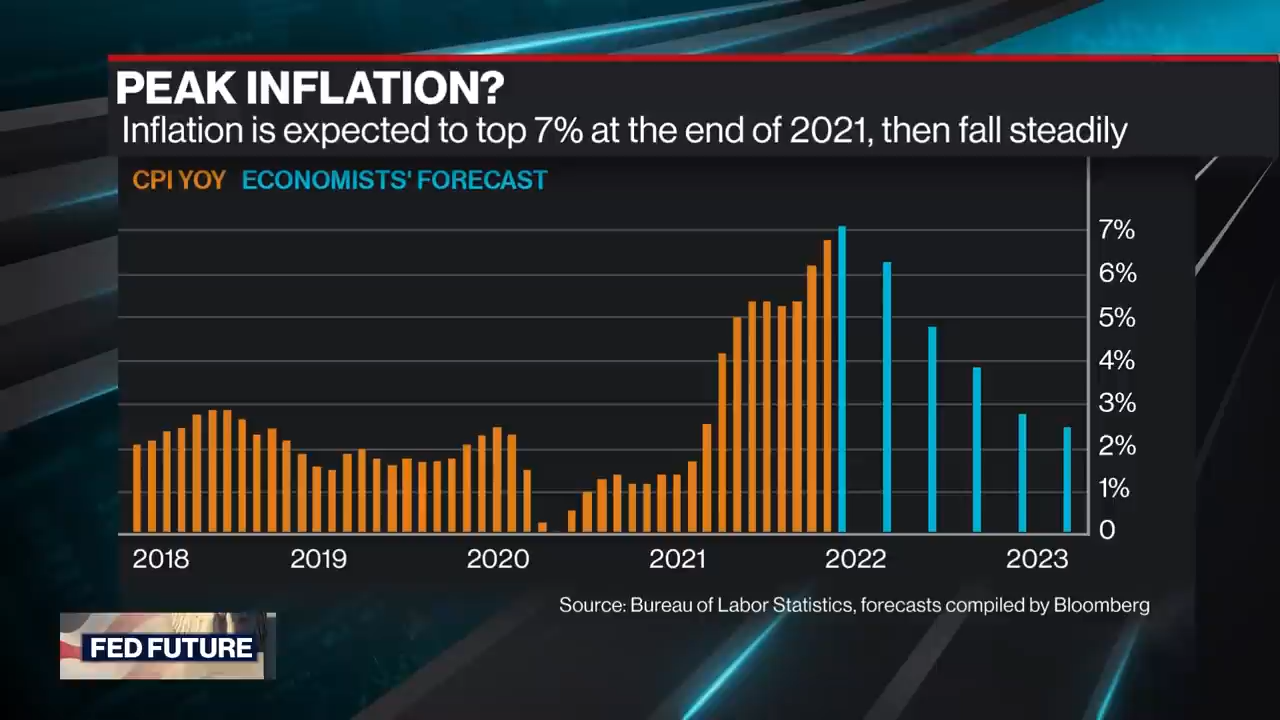 PEAK INFLATION?
Inflation is expected to top 7% at the end of 2021, then fall steadily
CPI YOY ECONOMISTS' FORECAST
7%
6%
5%
4%
3%
2%
1%
0
2018 2019 2020 2021 2022 2023
Source: Bureau of Labor Statistics, forecasts compiled by Bloomberg
FED FUTURE